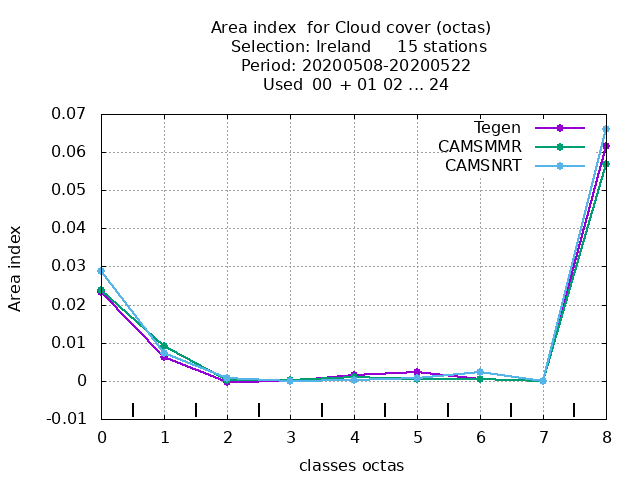 Area index  for Cloud cover (octas)
Selection: Ireland     15 stations
Period: 20200508-20200522
Used  00  + 01 02 ... 24
Tegen
CAMSMMR
CAMSNRT
0.07
0.06
0.05
0.04
0.03
0.02
0.01
0
-0.01
Area index
0 1 2 3 4 5 6 7 8
classes octas